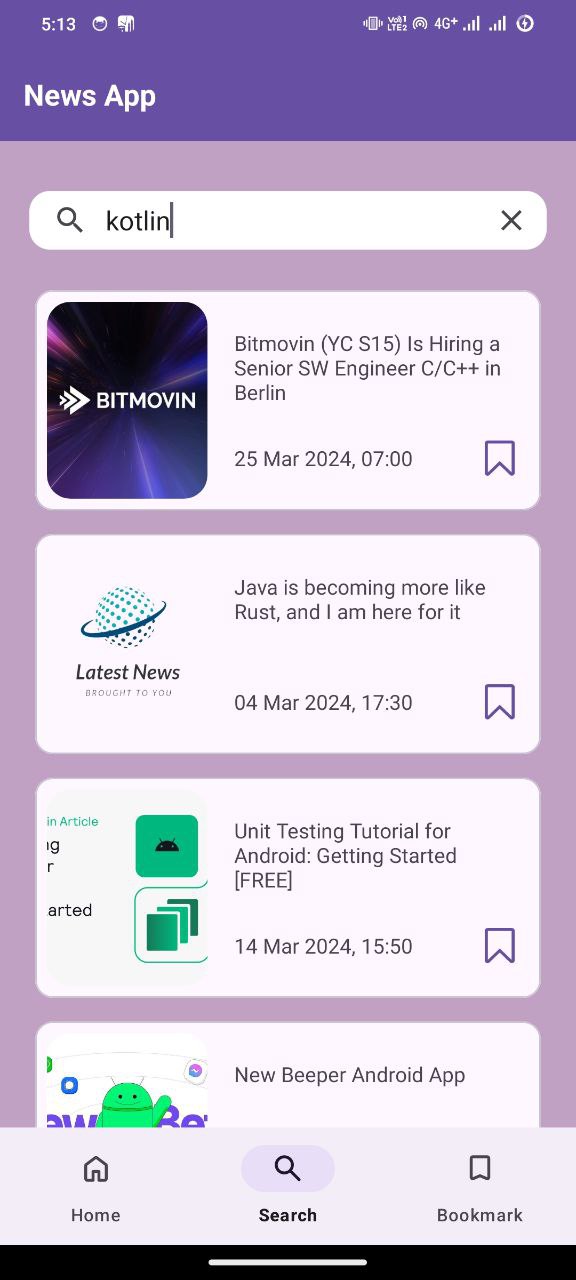 5:13
Vo1 LTE2 4G+
News App
kotlin
BITMOVIN
Bitmovin (YC S15) Is Hiring a
Senior SW Engineer C/C++ in
Berlin
25 Mar 2024, 07:00
Latest News
BROUGHT TO YOU
Java is becoming more like
Rust, and I am here for it
04 Mar 2024, 17:30
in Article
ng
r
arted
Unit Testing Tutorial for
Android: Getting Started
[FREE]
14 Mar 2024, 15:50
New Beeper Android App
Home
Search
Bookmark